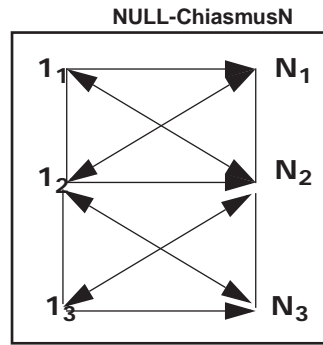 NULL-ChiasmusN
1₁ N₁
1₂ N₂
1₃ N₃